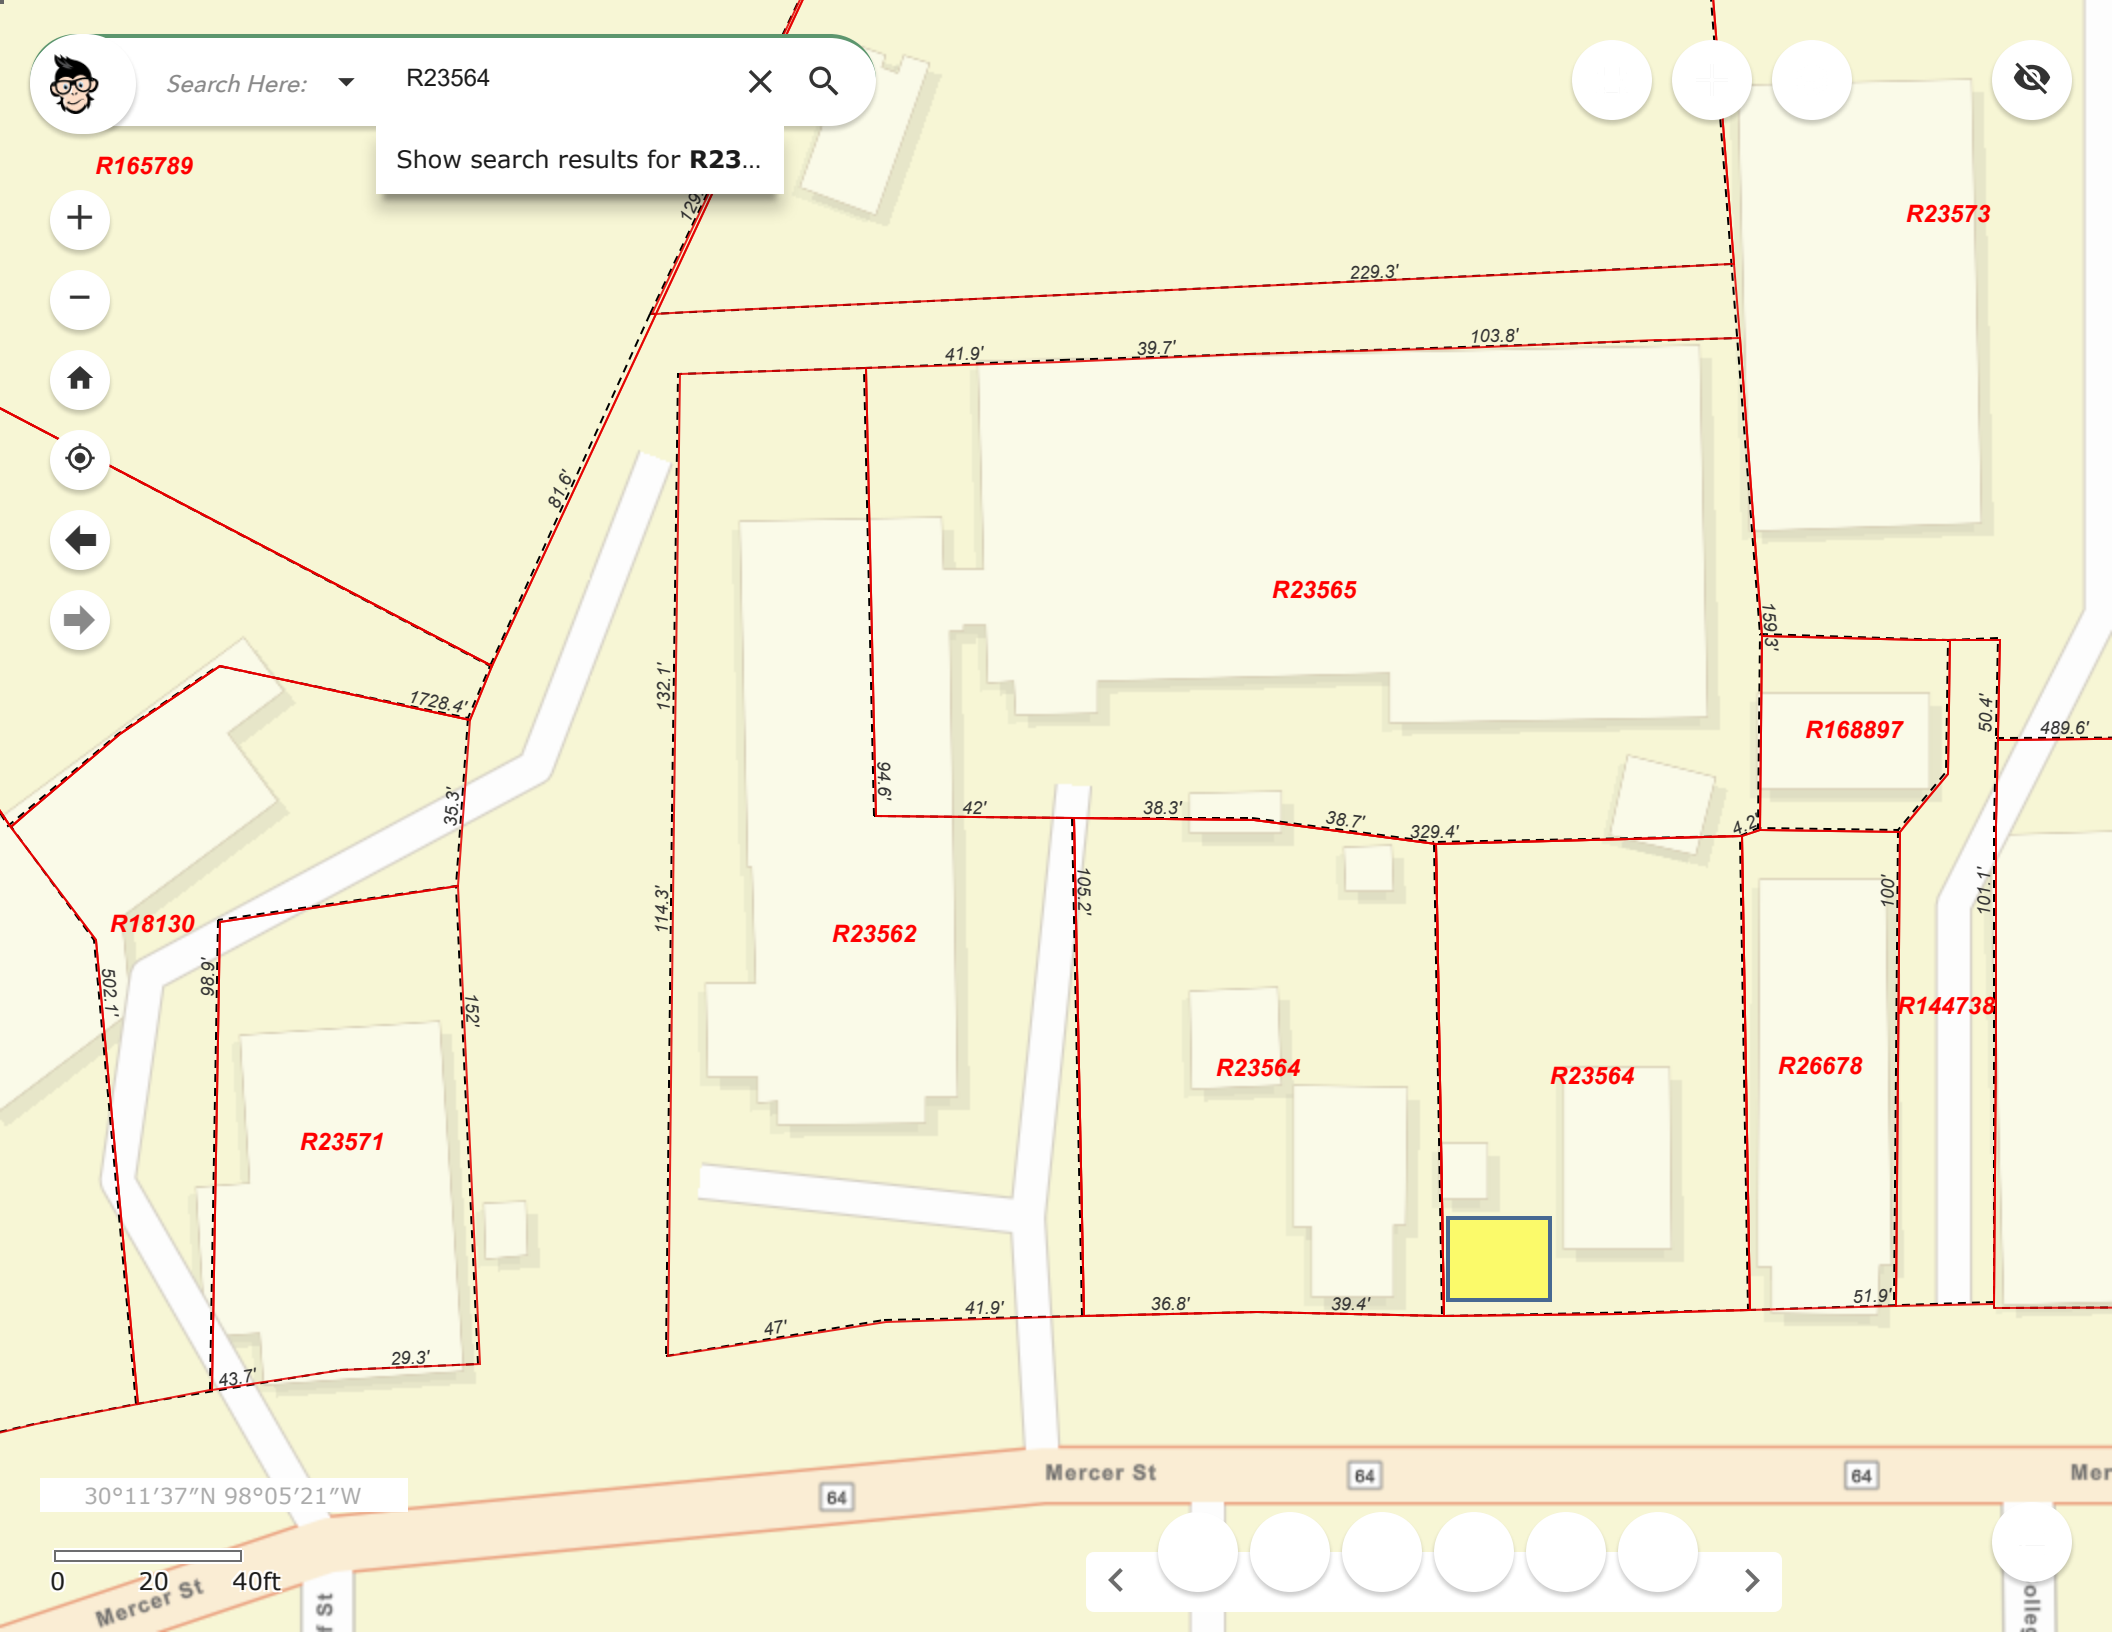 Search Here:
R23564
Show search results for R23…
R165789
R23573
229.3'
41.9'
39.7'
103.8'
81.6'
R23565
159.3'
132.1'
1728.4'
50.4'
489.6'
R168897
35.3'
94.6'
42'
38.3'
38.7'
329.4'
4.2'
114.3'
105.2'
100'
101.1'
R18130
R23562
502.1'
98.6'
152'
R144738
R23564
R23564
R26678
R23571
47'
41.9'
36.8'
39.4'
51.9'
43.7'
29.3'
Mercer St
64
64
64
30°11′37″N 98°05′21″W
0 20 40ft
Mercer St